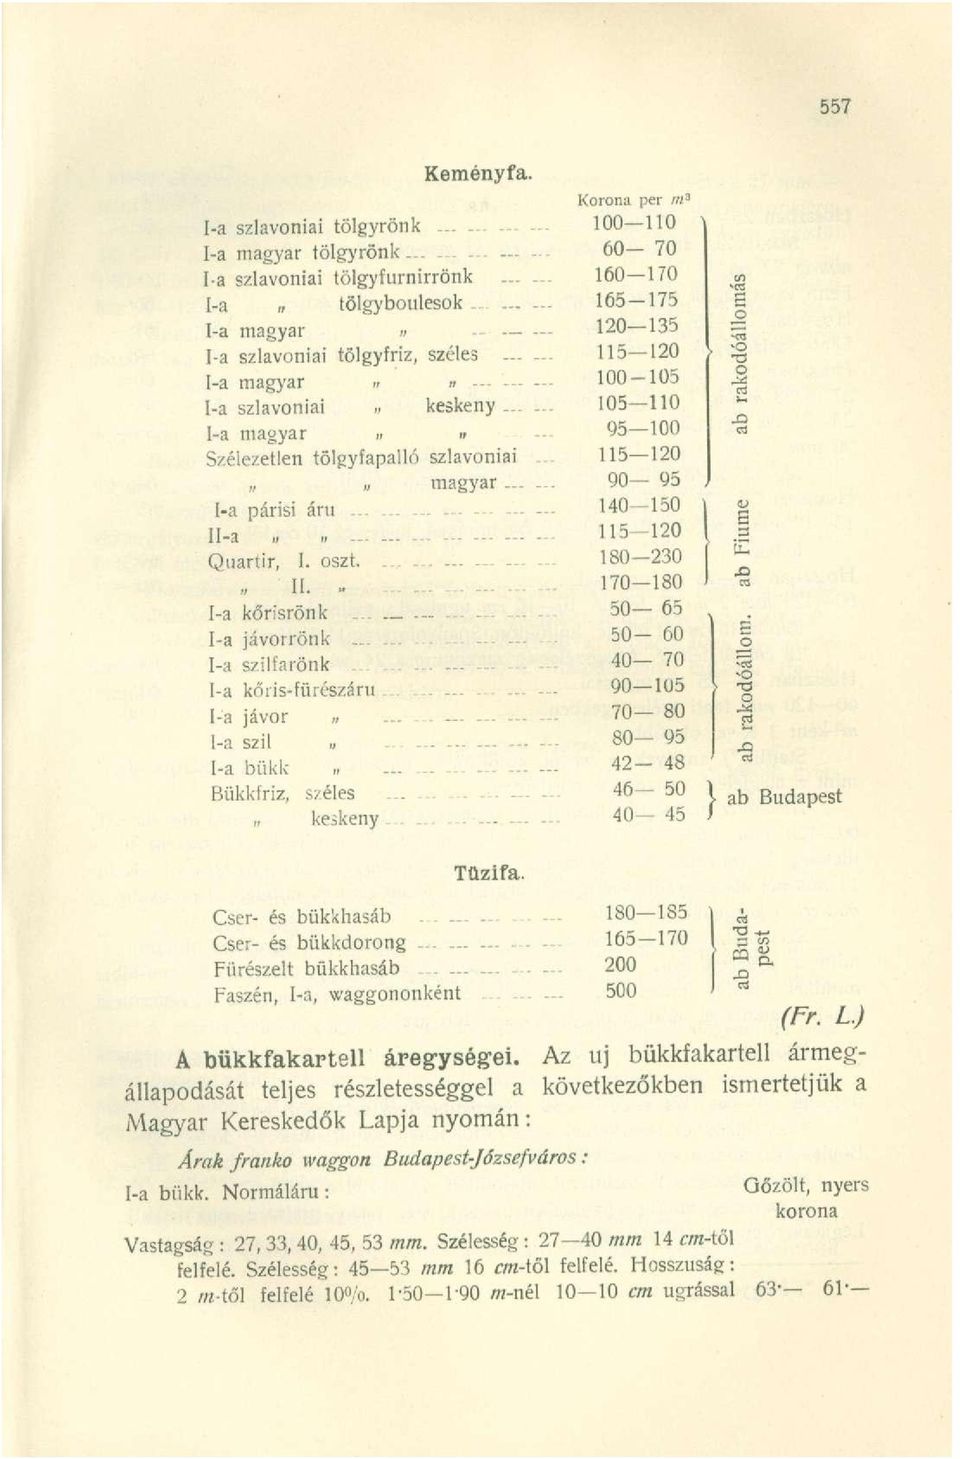 557
Keményfa.
Korona per m³
I-a szlavoniai tölgyrönk 100—110
I-a magyar tölgyrönk 60— 70
I-a szlavoniai tölgyfurnirrönk 160—170
I-a „ tölgyboulesok 165—175
I-a magyar „ 120—135
I-a szlavoniai tölgyfriz, széles 115—120
I-a magyar „ „ 100—105
I-a szlavoniai „ keskeny 105—110
I-a magyar „ „ 95—100
Szélezetlen tölgyfapalló szlavoniai 115—120
„ „ magyar 90— 95
ab rakodóállomás
I-a párisi áru 140—150
II-a „ „ 115—120
Quartir, I. oszt. 180—230
„ II. „ 170—180
ab Fiume
I-a kőrisrönk 50— 65
I-a jávorrönk 50— 60
I-a szilfarönk 40— 70
I-a kőris-fürészáru 90—105
I-a jávor „ 70— 80
I-a szil „ 80— 95
I-a bükk „ 42— 48
ab rakodóállom.
Bükkfriz, széles 46— 50
„ keskeny 40— 45
ab Budapest
Tüzifa.
Cser- és bükkhasáb 180—185
Cser- és bükkdorong 165—170
Fürészelt bükkhasáb 200
Faszén, I-a, waggononként 500
ab Buda-
pest
(Fr. L.)
A bükkfakartell áregységei. Az uj bükkfakartell ármeg-
állapodását teljes részletességgel a következőkben ismertetjük a
Magyar Kereskedők Lapja nyomán:
Árak franko waggon Budapest-Józsefváros:
I-a bükk. Normáláru: Gőzölt, nyers
korona
Vastagság: 27, 33, 40, 45, 53 mm. Szélesség: 27—40 mm 14 cm-től
felfelé. Szélesség: 45—53 mm 16 cm-től felfelé. Hosszuság:
2 m-től felfelé 10%. 1·50—1·90 m-nél 10—10 cm ugrással 63·— 61·—